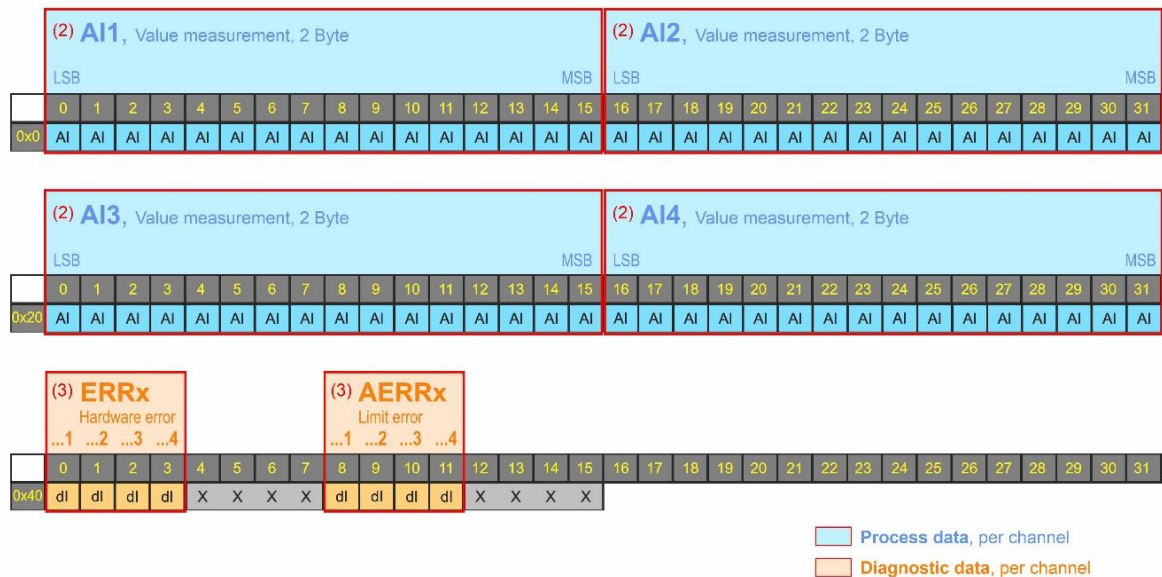 (2) AI1, Value measurement, 2 Byte (2) AI2, Value measurement, 2 Byte
LSB MSB LSB MSB
0 1 2 3 4 5 6 7 8 9 10 11 12 13 14 15 16 17 18 19 20 21 22 23 24 25 26 27 28 29 30 31
0x0 AI AI AI AI AI AI AI AI AI AI AI AI AI AI AI AI AI AI AI AI AI AI AI AI AI AI AI AI AI AI AI AI
(2) AI3, Value measurement, 2 Byte (2) AI4, Value measurement, 2 Byte
LSB MSB LSB MSB
0 1 2 3 4 5 6 7 8 9 10 11 12 13 14 15 16 17 18 19 20 21 22 23 24 25 26 27 28 29 30 31
0x20 AI AI AI AI AI AI AI AI AI AI AI AI AI AI AI AI AI AI AI AI AI AI AI AI AI AI AI AI AI AI AI AI
(3) ERRx (3) AERRx
Hardware error Limit error
...1 ...2 ...3 ...4 ...1 ...2 ...3 ...4
0 1 2 3 4 5 6 7 8 9 10 11 12 13 14 15 16 17 18 19 20 21 22 23 24 25 26 27 28 29 30 31
0x40 dI dI dI dI X X X X dI dI dI dI X X X X
Process data, per channel
Diagnostic data, per channel